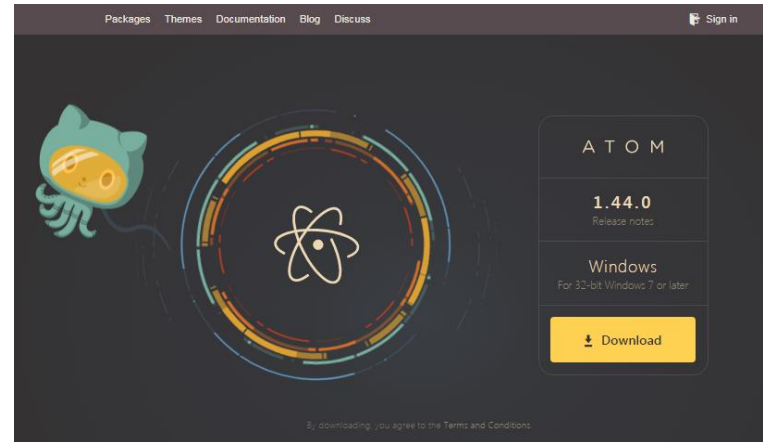 Packages Themes Documentation Blog Discuss Sign in
ATOM
1.44.0
Release notes
Windows
For 32-bit Windows 7 or later
Download
By downloading, you agree to the Terms and Conditions.